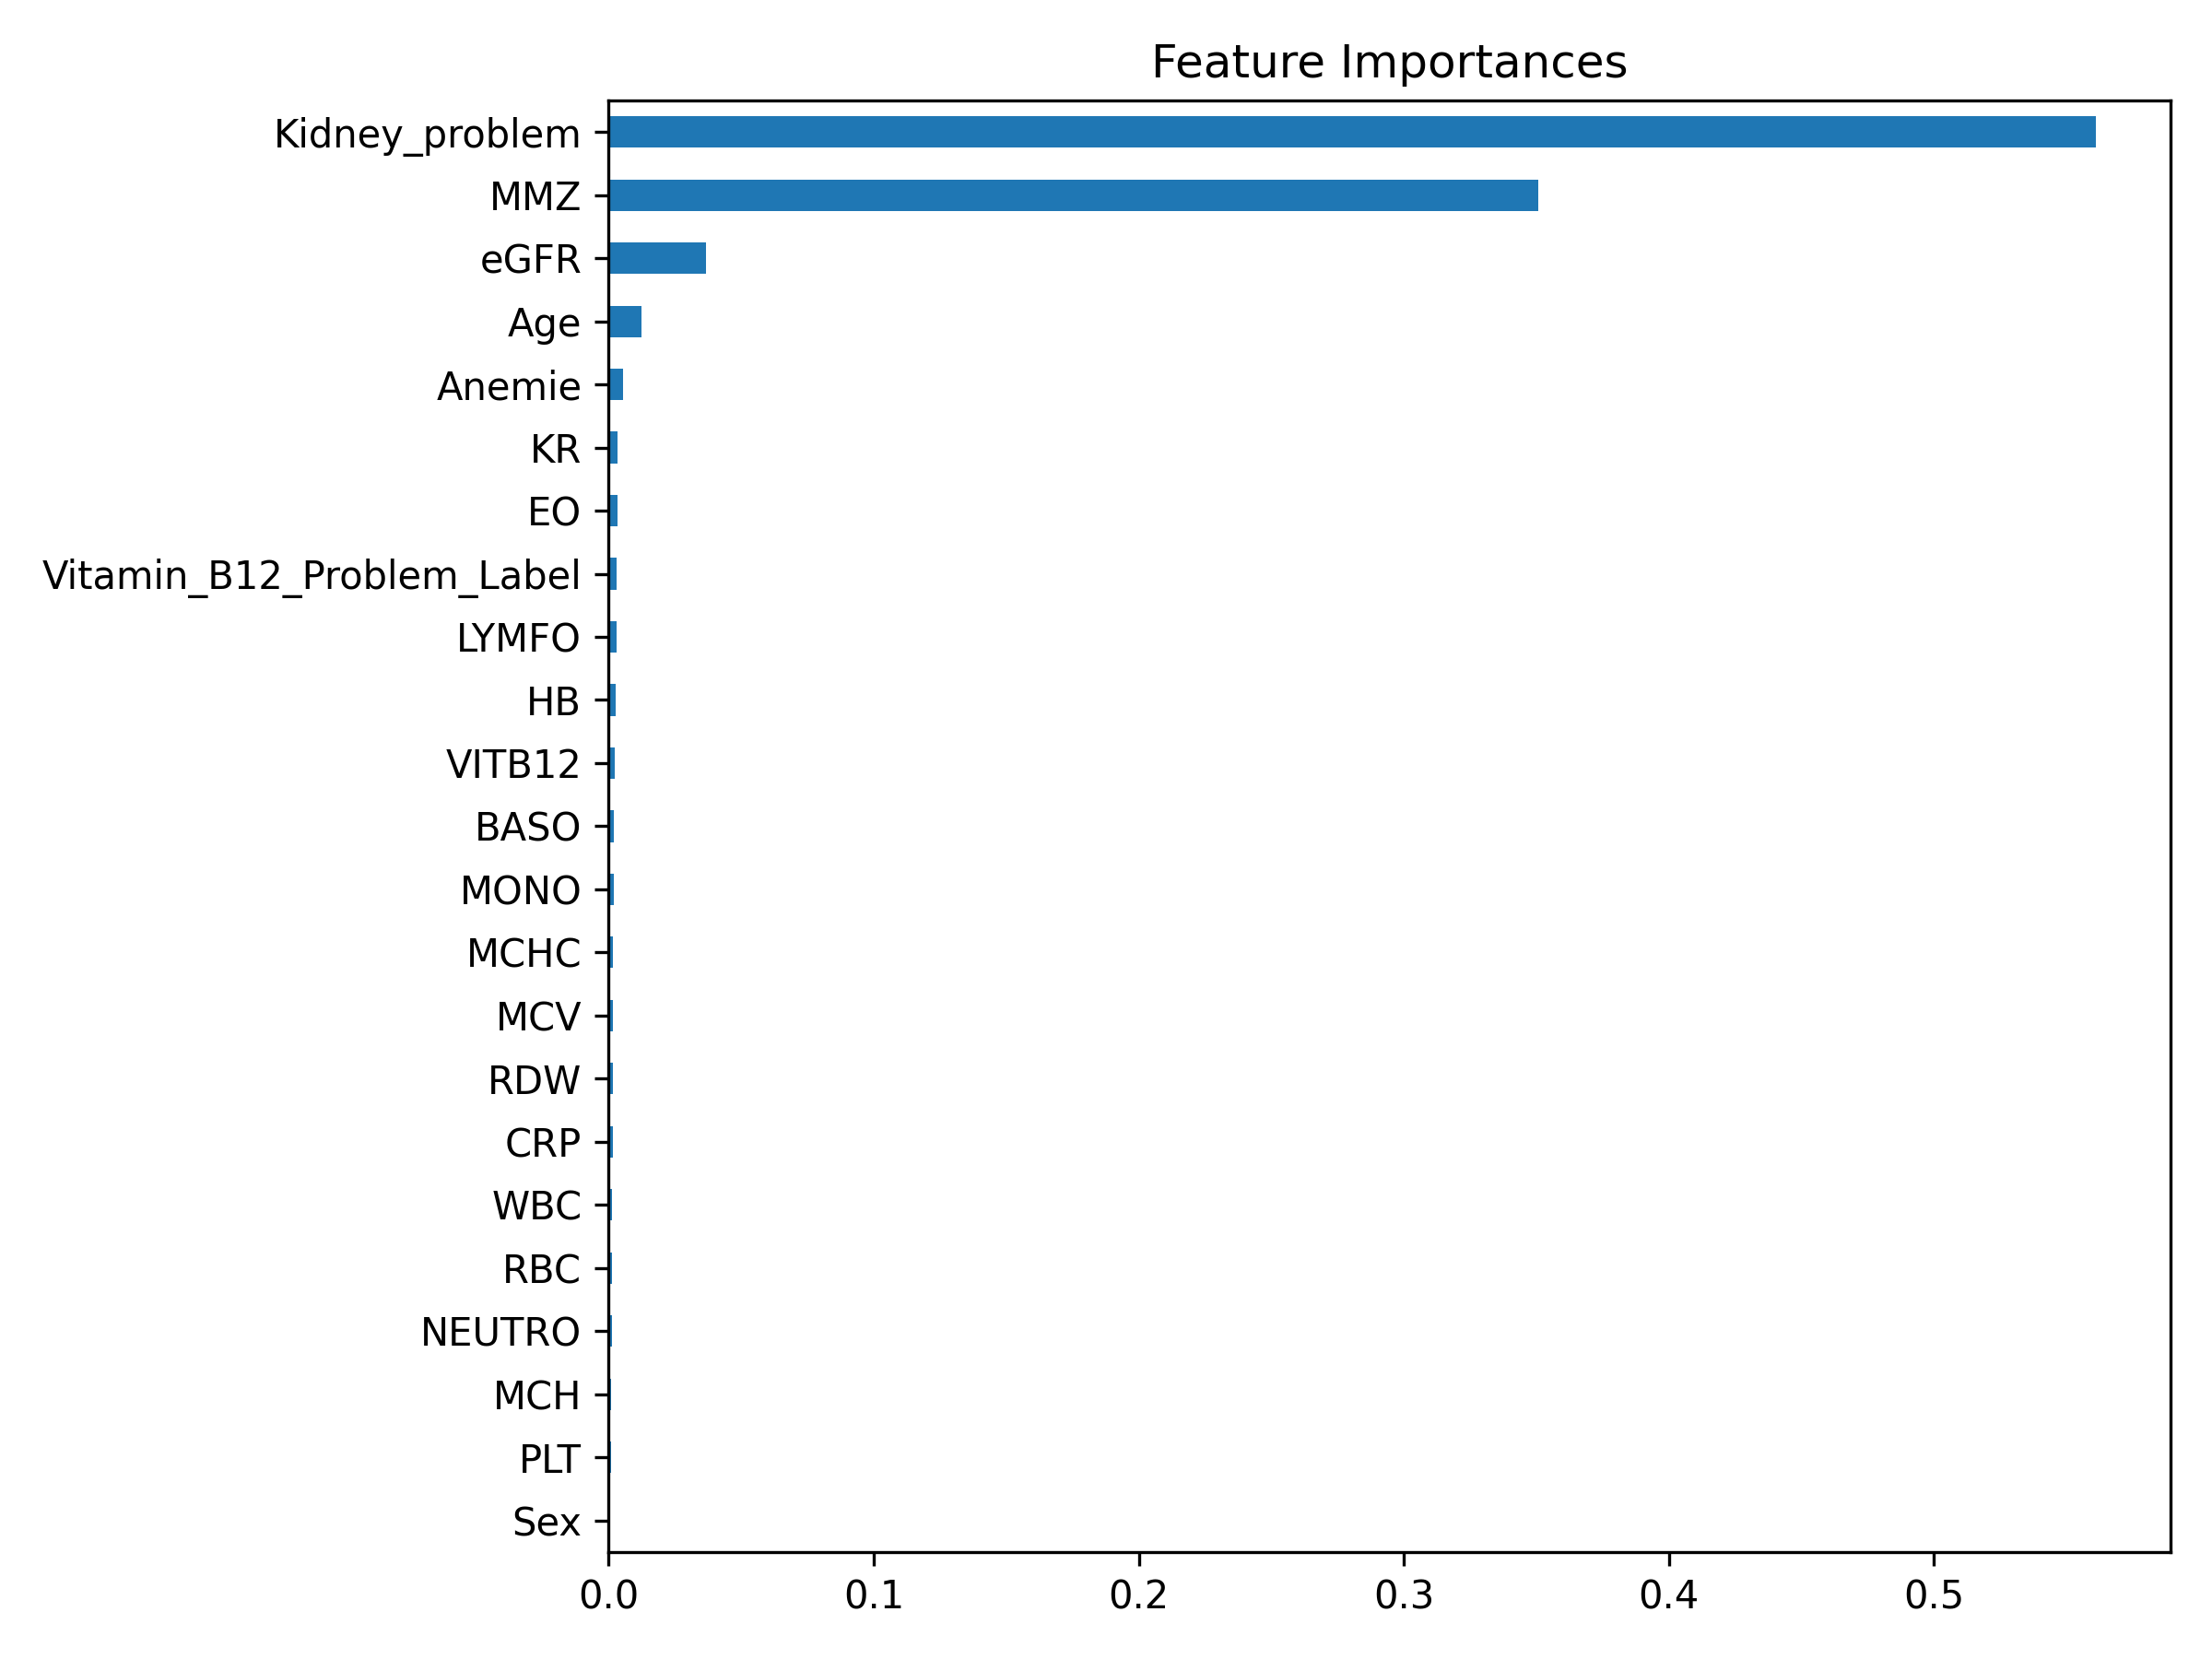 Feature Importances
Kidney_problem
MMZ
eGFR
Age
Anemie
KR
EO
Vitamin_B12_Problem_Label
LYMFO
HB
VITB12
BASO
MONO
MCHC
MCV
RDW
CRP
WBC
RBC
NEUTRO
MCH
PLT
Sex
0.0 0.1 0.2 0.3 0.4 0.5